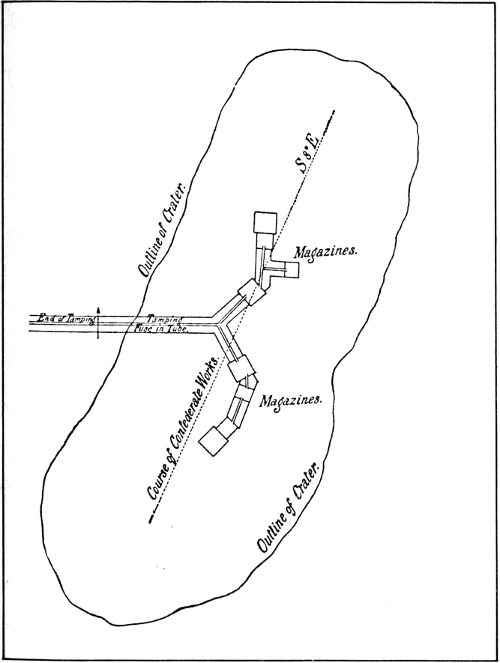 S 8° E
Outline of Crater.
Magazines.
End of Tamping
Tamping
Fuse in Tube.
Course of Confederate Works.
Magazines.
Outline of Crater.